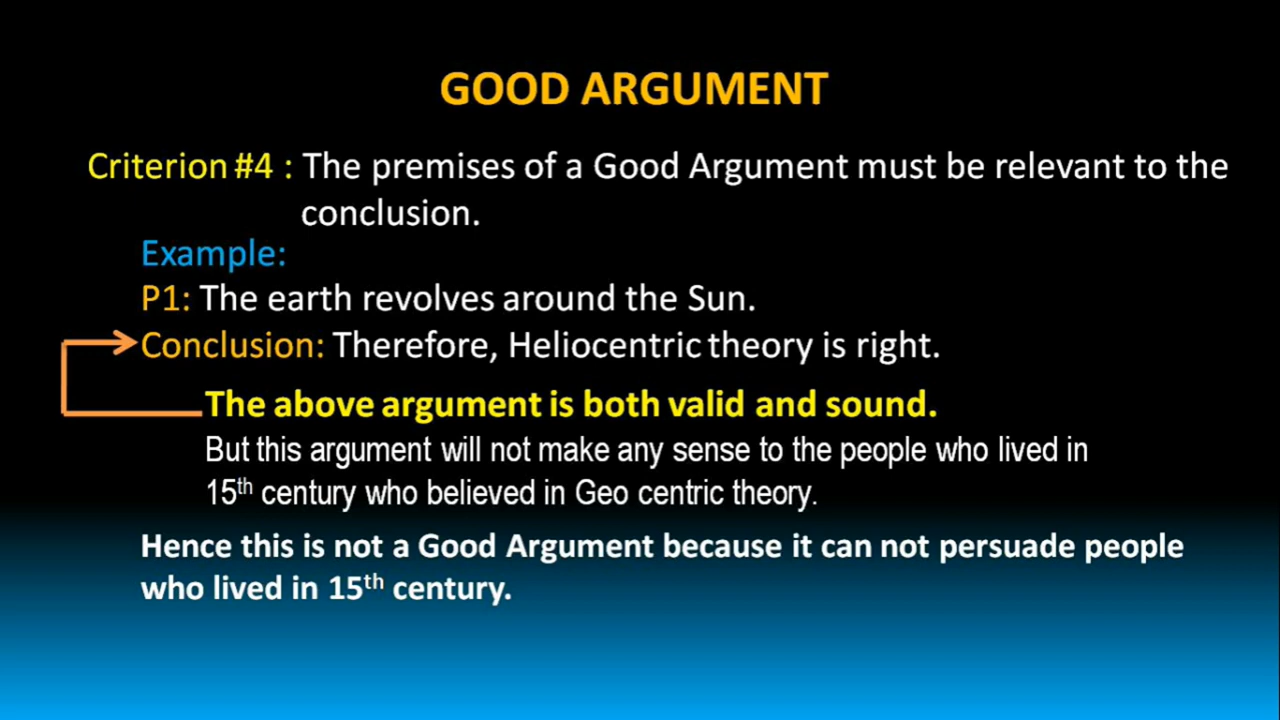 GOOD ARGUMENT
Criterion #4 : The premises of a Good Argument must be relevant to the
conclusion.
Example:
P1: The earth revolves around the Sun.
Conclusion: Therefore, Heliocentric theory is right.
The above argument is both valid and sound.
But this argument will not make any sense to the people who lived in
15th century who believed in Geo centric theory.
Hence this is not a Good Argument because it can not persuade people
who lived in 15th century.